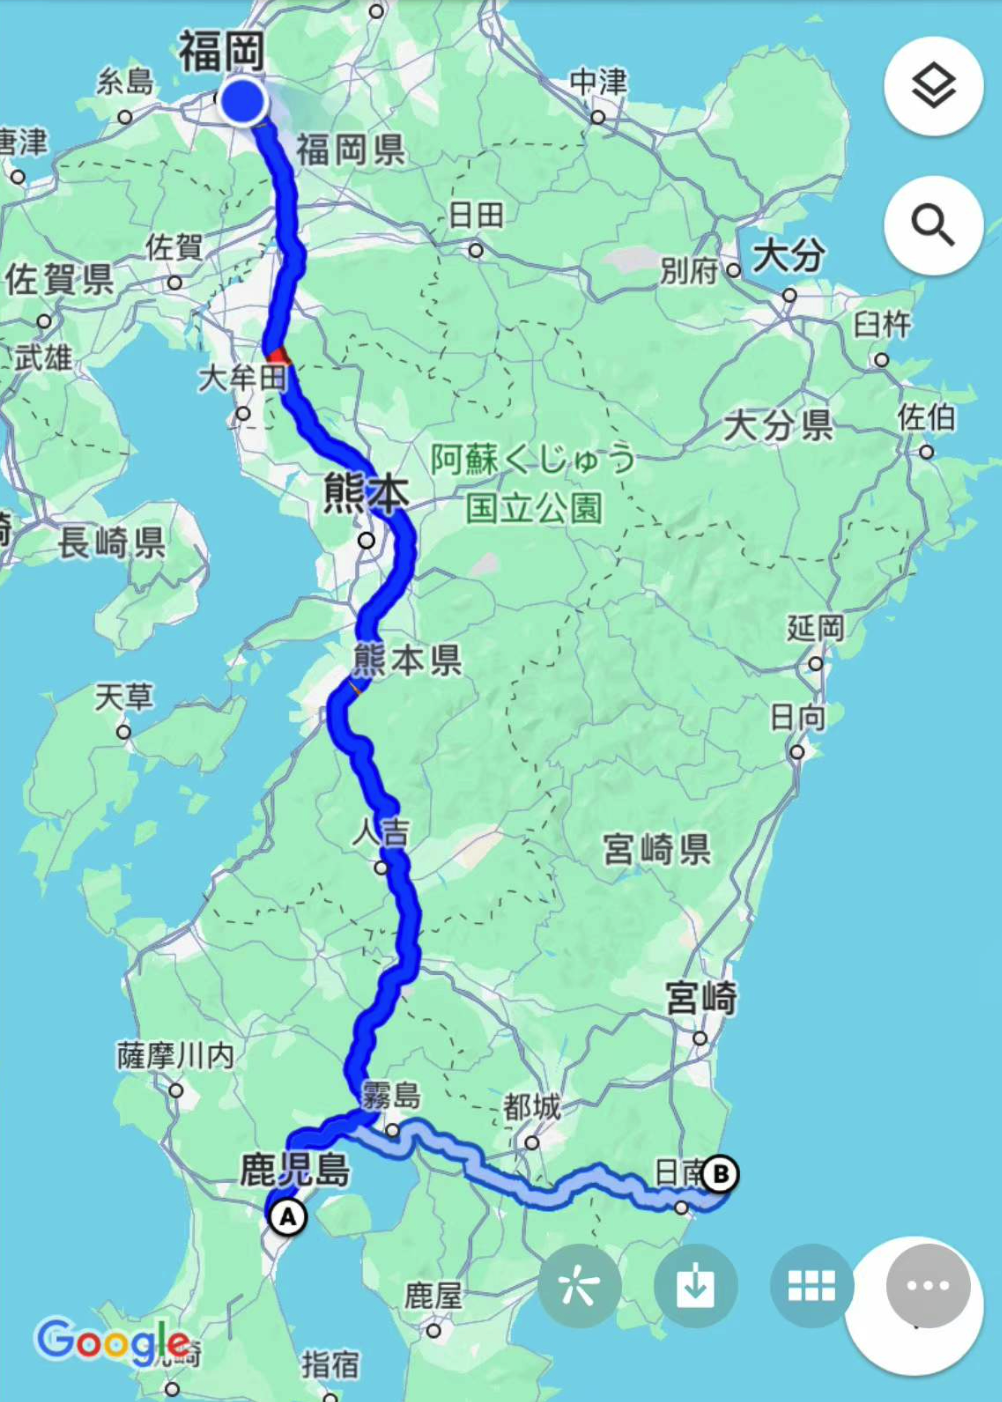 福岡
糸島
中津
唐津
福岡県
日田
佐賀
大分
別府
佐賀県
臼杵
武雄
大牟田
佐伯
大分県
阿蘇くじゅう
国立公園
熊本
長崎県
延岡
熊本県
天草
日向
人吉
宮崎県
宮崎
薩摩川内
霧島
都城
鹿児島
日南
B
A
鹿屋
Google
指宿